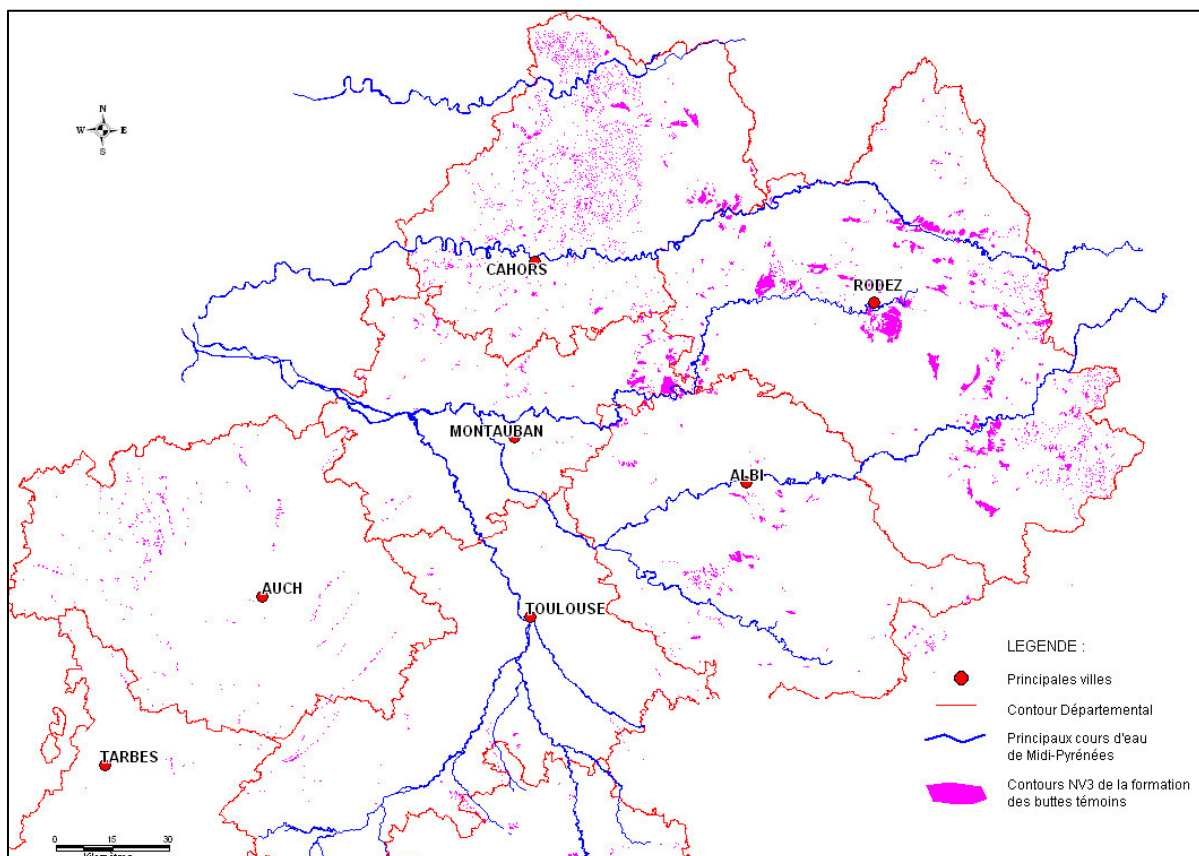 N
W E
S
CAHORS
RODEZ
MONTAUBAN
ALBI
AUCH
TOULOUSE
TARBES
LEGENDE :
Principales villes
Contour Départemental
Principaux cours d'eau
de Midi-Pyrénées
Contours NV3 de la formation
des buttes témoins
0 15 30
Kilomètre